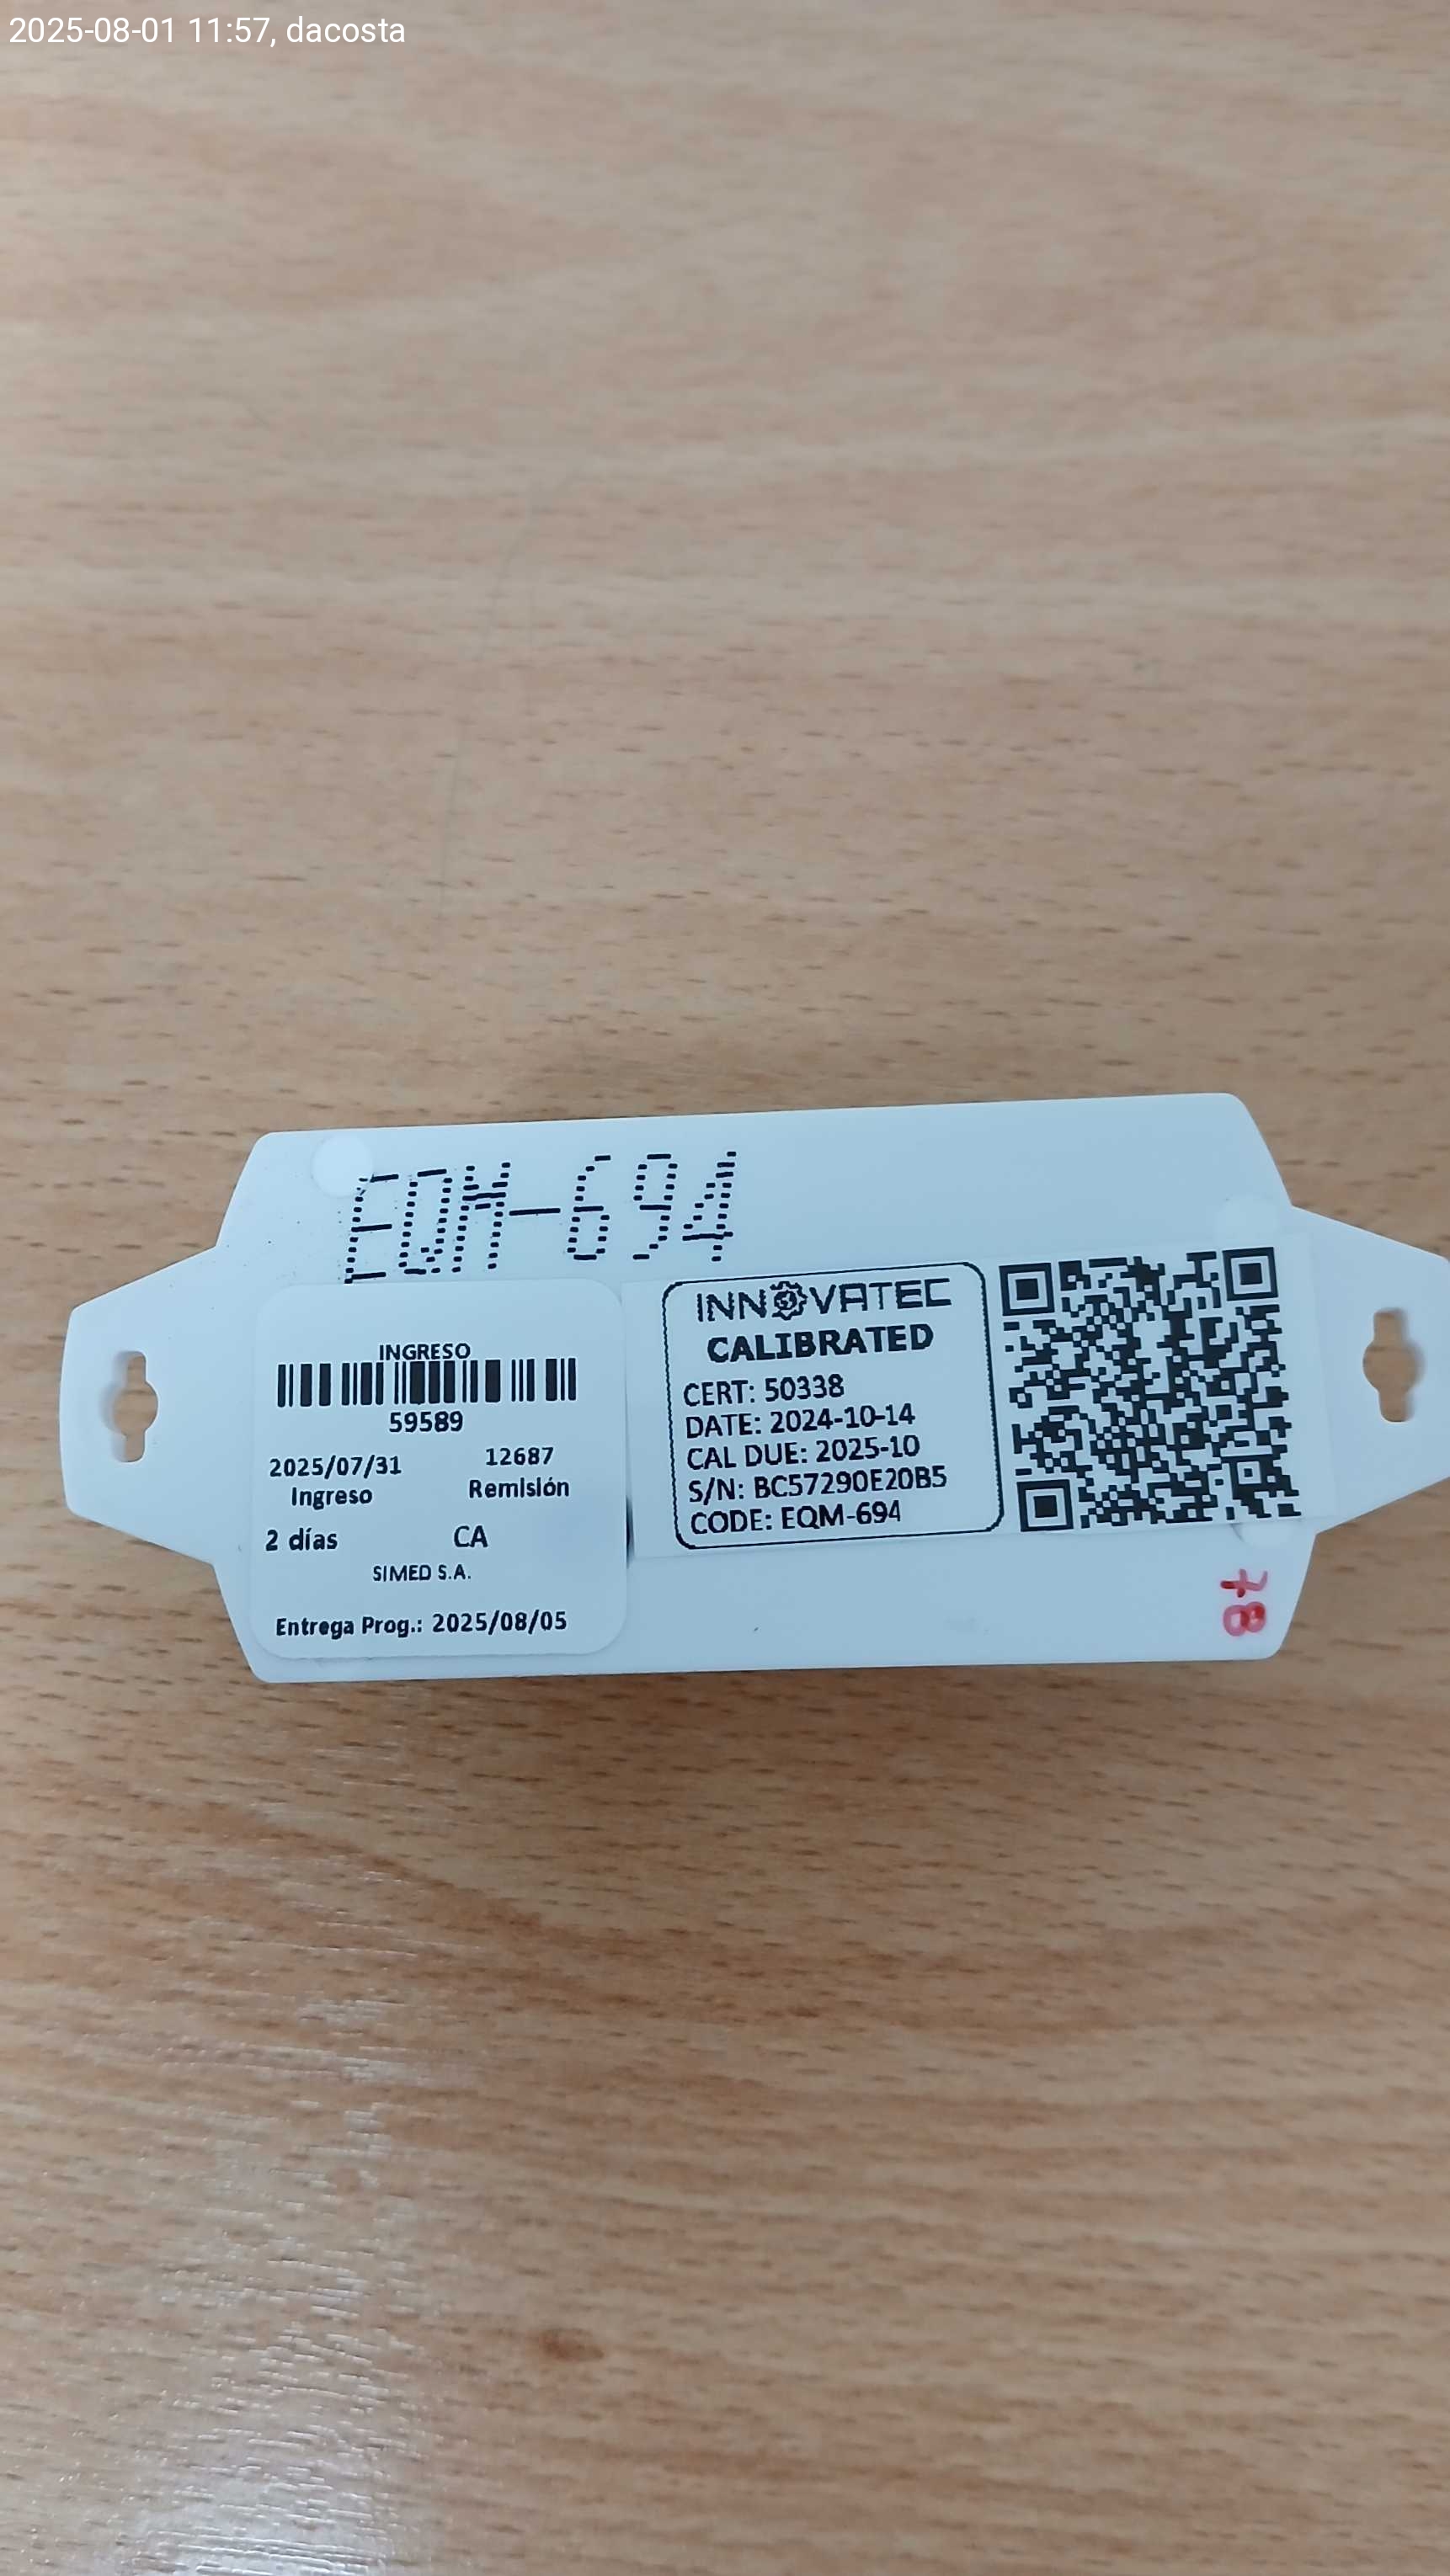 2025-08-01 11:57, dacosta
EQM-694
INGRESO
59589
2025/07/31 12687
Ingreso Remisión
2 días CA
SIMED S.A.
Entrega Prog.: 2025/08/05
INNOVATEC
CALIBRATED
CERT: 50338
DATE: 2024-10-14
CAL DUE: 2025-10
S/N: BC57290E20B5
CODE: EQM-694
78